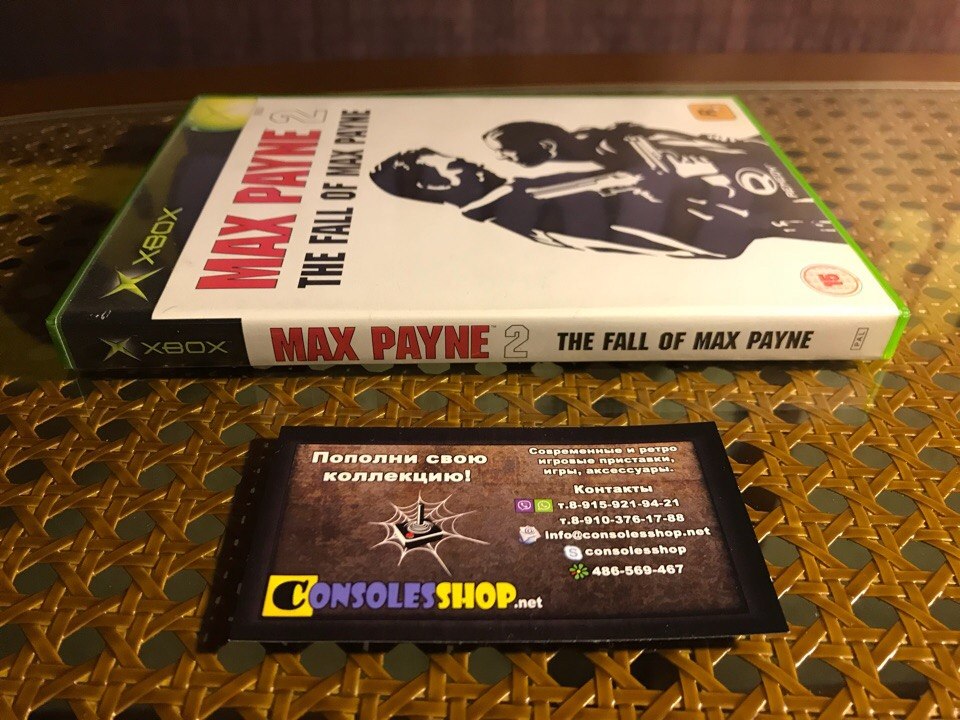 XBOX
MAX PAYNE 2
THE FALL OF MAX PAYNE
15
XBOX
MAX PAYNE™ 2
THE FALL OF MAX PAYNE
PAL
Пополни свою
коллекцию!
CONSOLESSHOP.net
Современные и ретро
игровые приставки,
игры, аксессуары.
Контакты
т.8-915-921-94-21
т.8-910-376-17-88
info@consolesshop.net
consolesshop
486-569-467